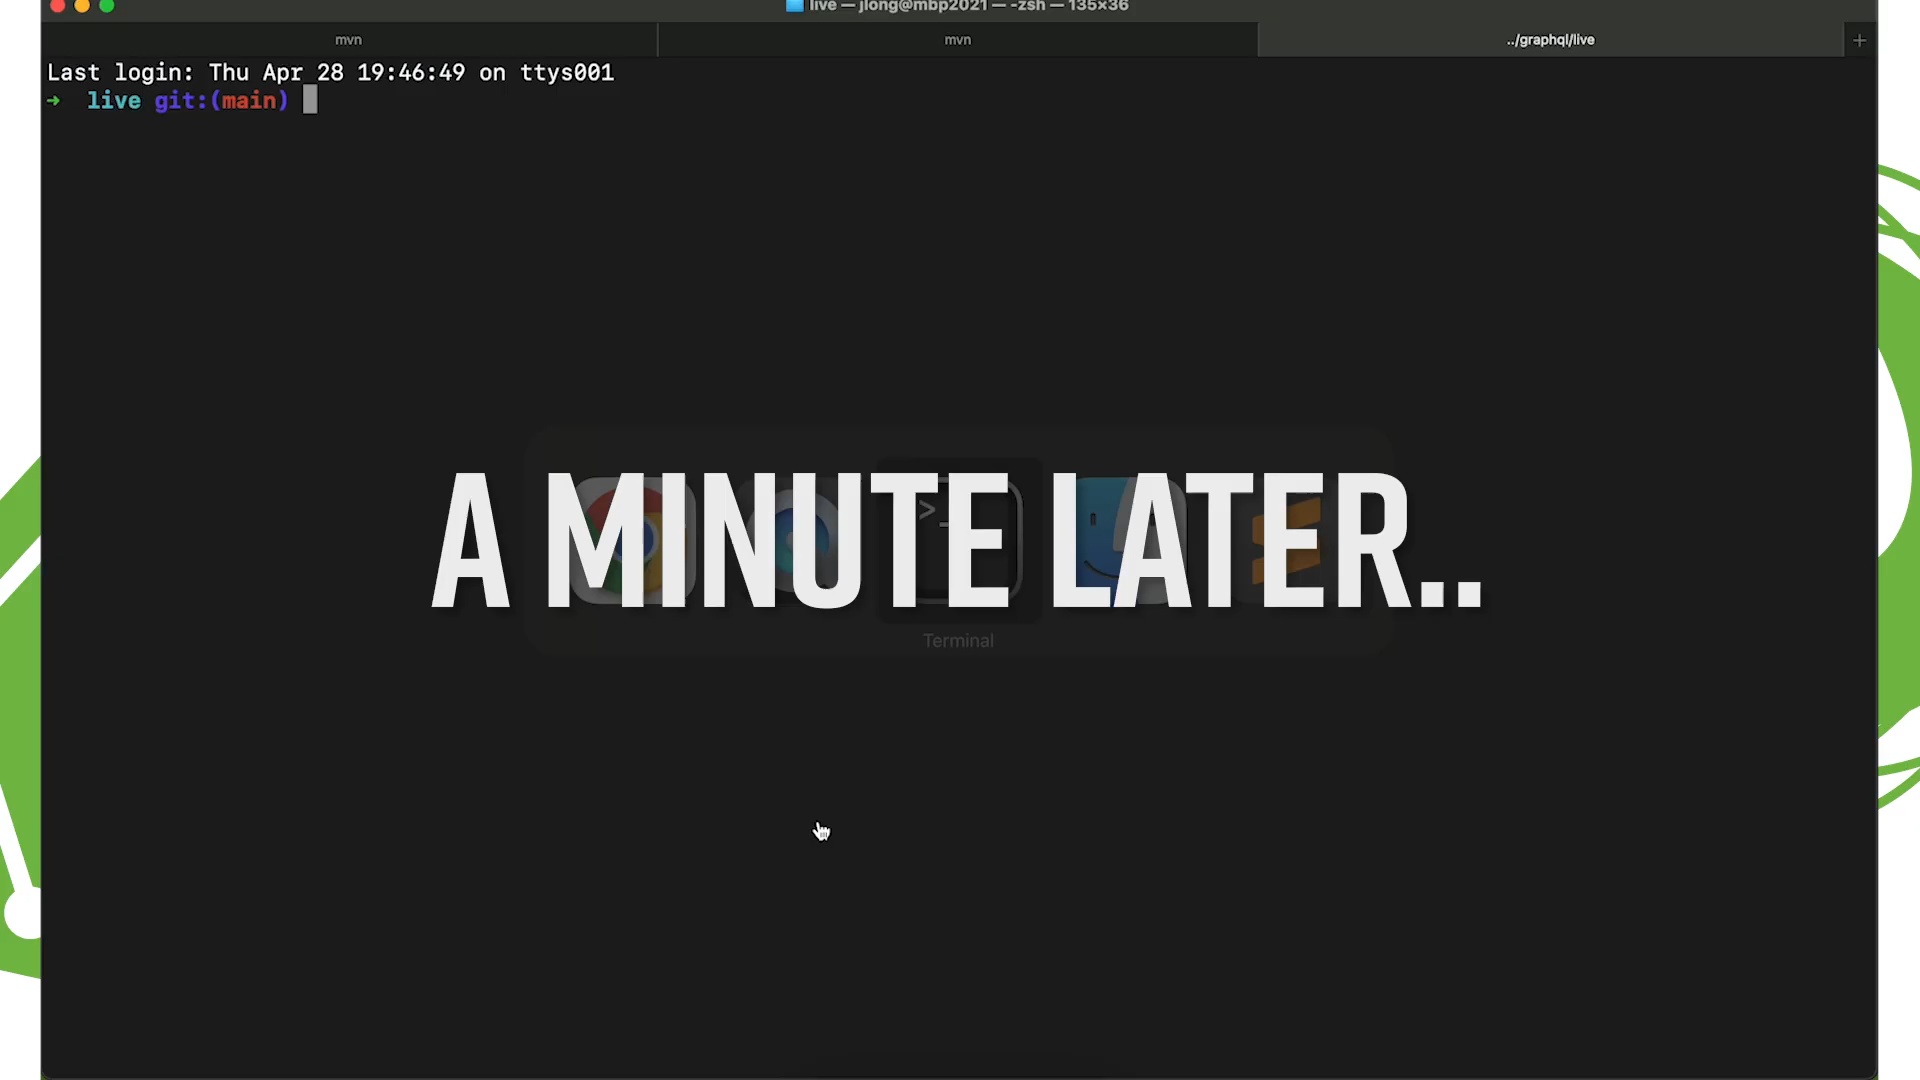 live — jlong@mbp2021 — -zsh — 135×36
mvn
mvn
../graphql/live
+
Last login: Thu Apr 28 19:46:49 on ttys001
➜ live git:(main)
A MINUTE LATER..
>_
Terminal